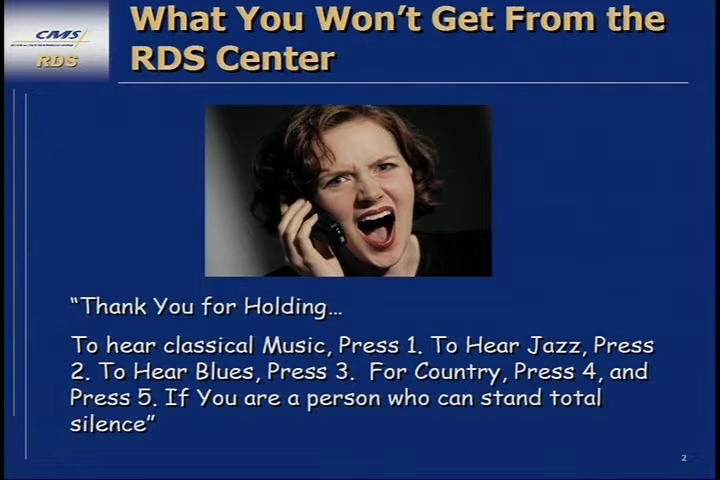 What You Won't Get From the
RDS Center
CMS
RDS
"Thank You for Holding…
To hear classical Music, Press 1. To Hear Jazz, Press
2. To Hear Blues, Press 3.  For Country, Press 4, and
Press 5. If You are a person who can stand total
silence"
2